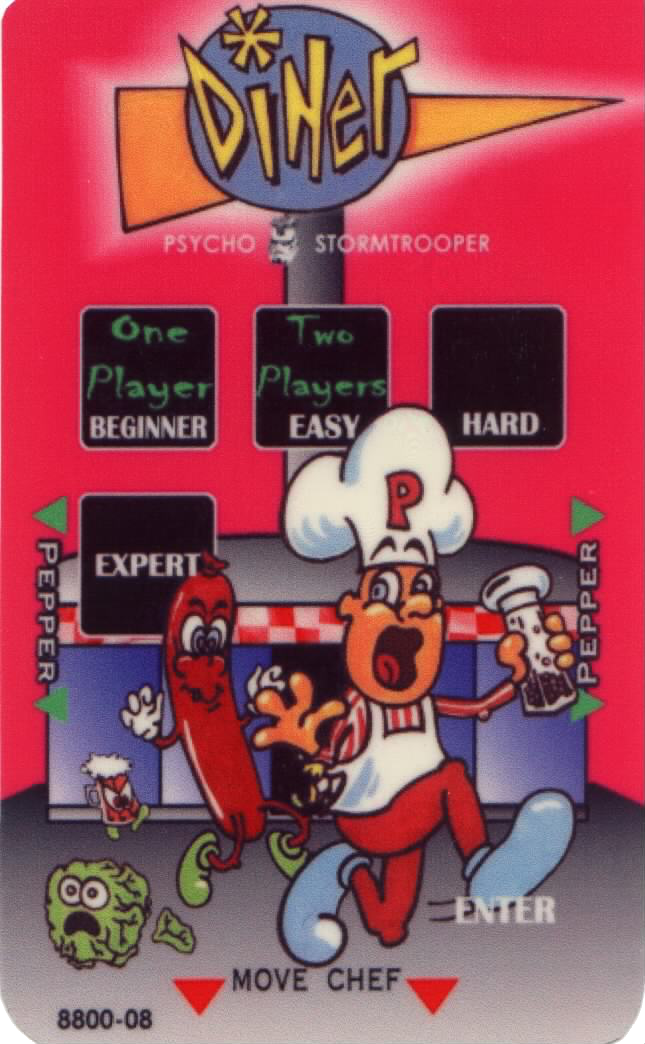 Diner
PSYCHO STORMTROOPER
One Two
Player Players
BEGINNER EASY HARD
P
EXPERT
PEPPER PEPPER
ENTER
MOVE CHEF
8800-08